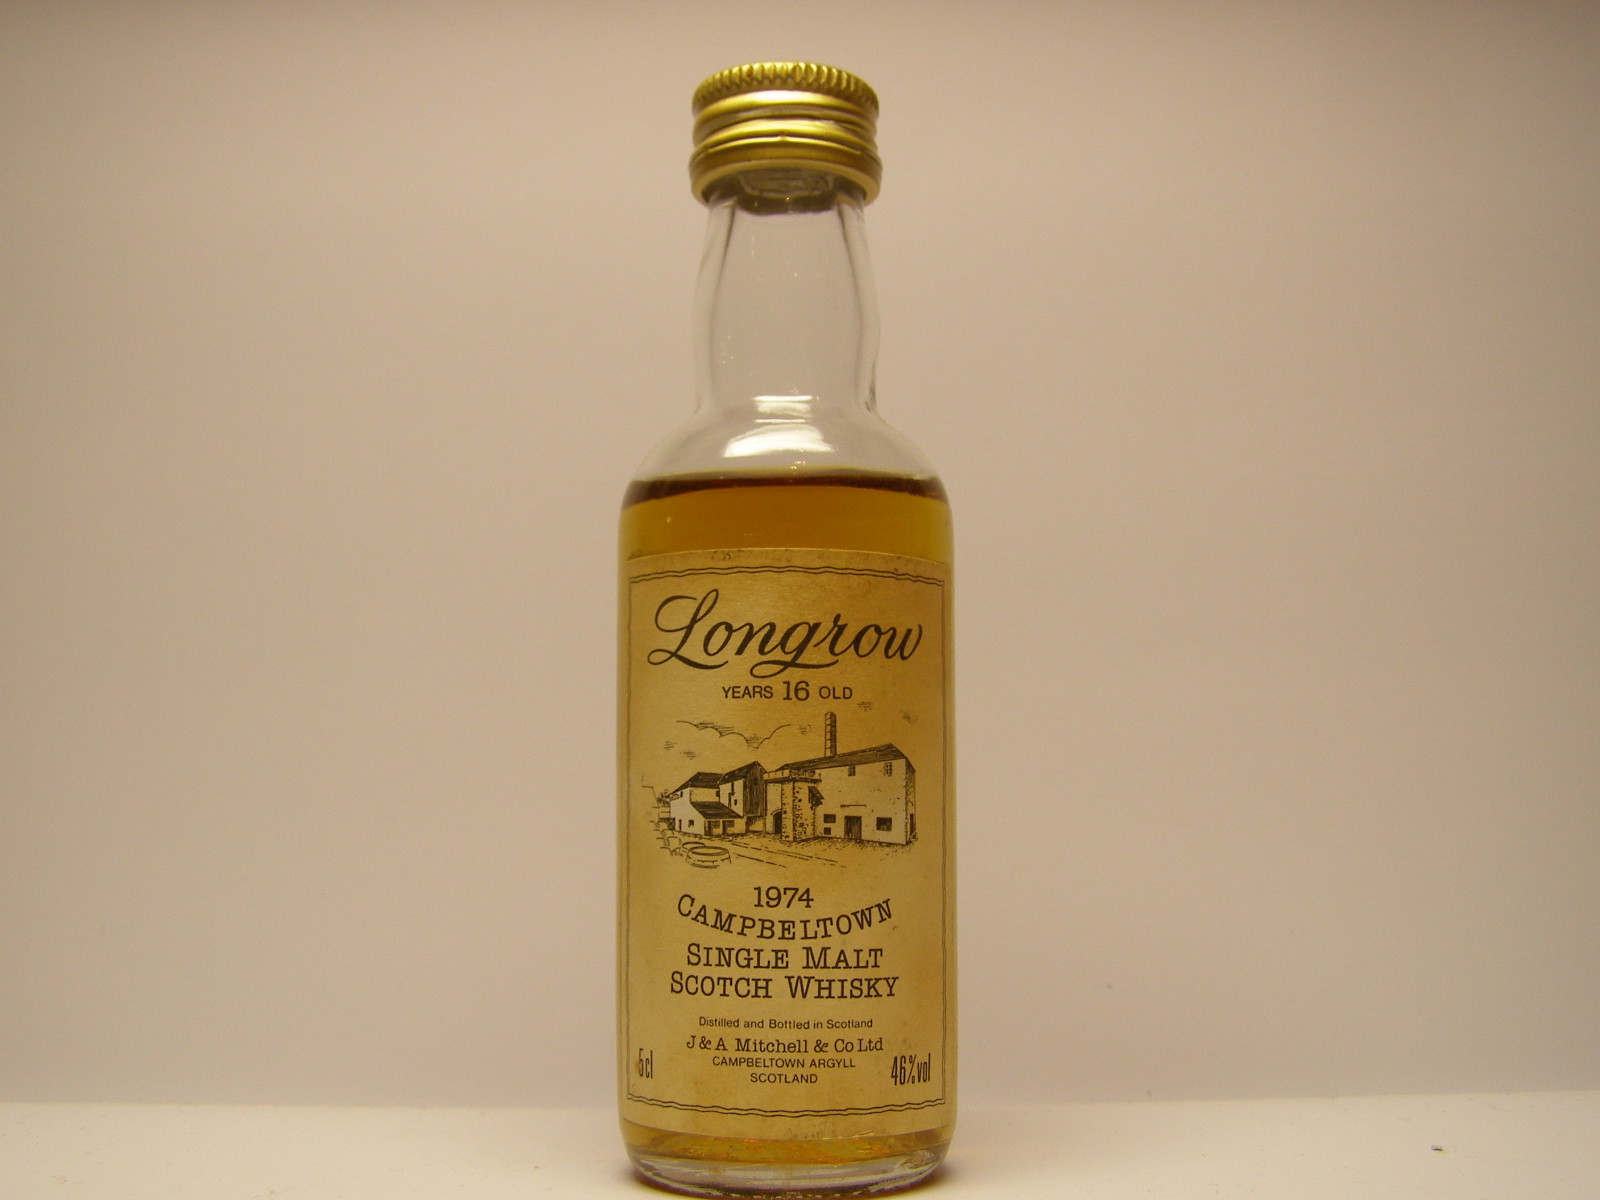 Longrow
YEARS 16 OLD
1974
CAMPBELTOWN
SINGLE MALT
SCOTCH WHISKY
Distilled and Bottled in Scotland
J & A Mitchell & Co Ltd
CAMPBELTOWN ARGYLL
SCOTLAND
5cl
46%vol